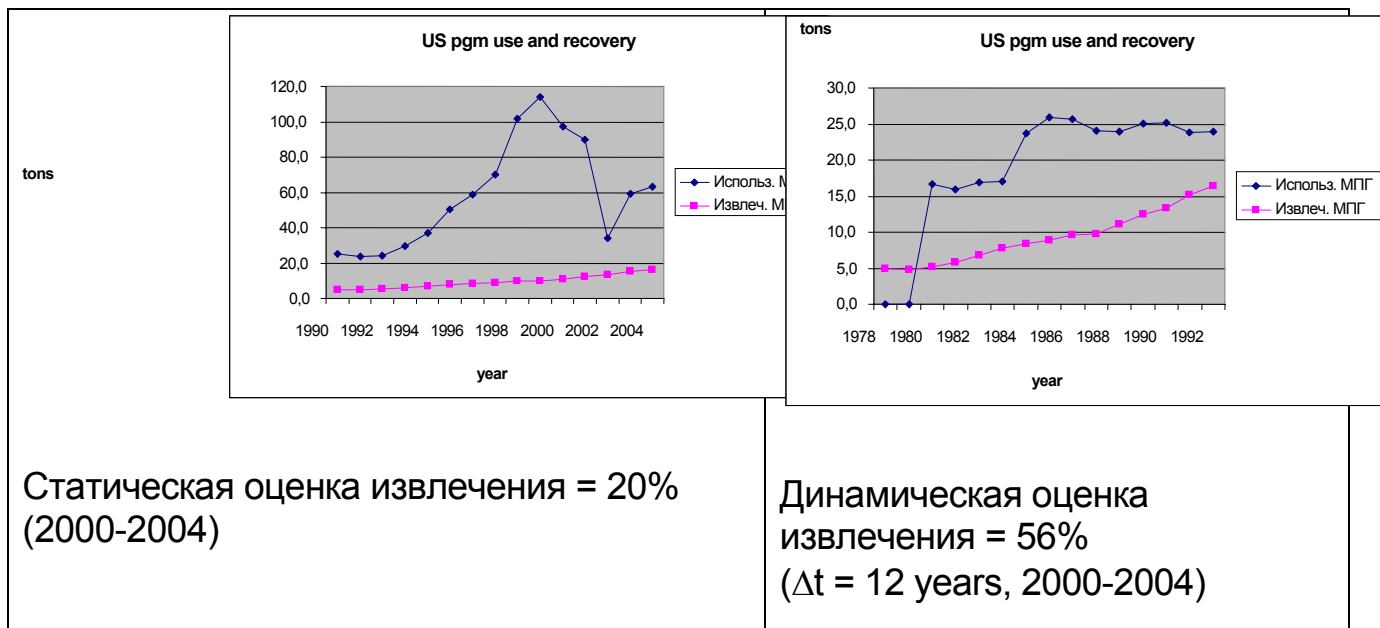 US pgm use and recovery
tons
120,0
100,0
80,0
60,0
40,0
20,0
0,0
1990 1992 1994 1996 1998 2000 2002 2004
year
Использ. М
Извлеч. М
Статическая оценка извлечения = 20%
(2000-2004)
tons
US pgm use and recovery
30,0
25,0
20,0
15,0
10,0
5,0
0,0
1978 1980 1982 1984 1986 1988 1990 1992
year
Использ. МПГ
Извлеч. МПГ
Динамическая оценка
извлечения = 56%
(Δt = 12 years, 2000-2004)